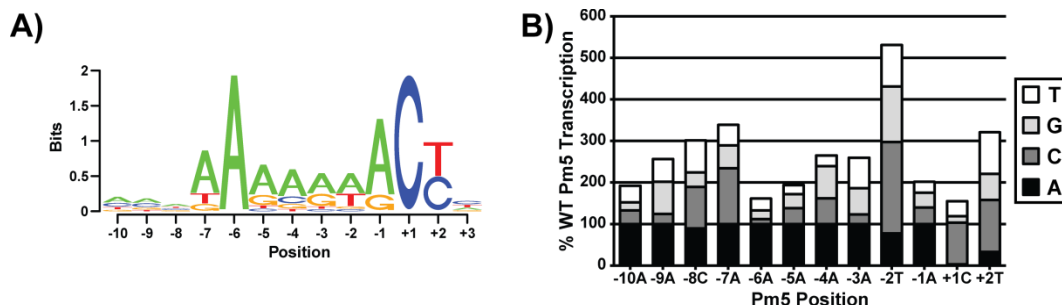 A)
Bits
2
1.5
1
0.5
0
A A A A A A A C T
T G C G T G C
G
-10 -9 -8 -7 -6 -5 -4 -3 -2 -1 +1 +2 +3
Position
B)
% WT Pm5 Transcription
600
500
400
300
200
100
0
-10A -9A -8C -7A -6A -5A -4A -3A -2T -1A +1C +2T
Pm5 Position
T
G
C
A